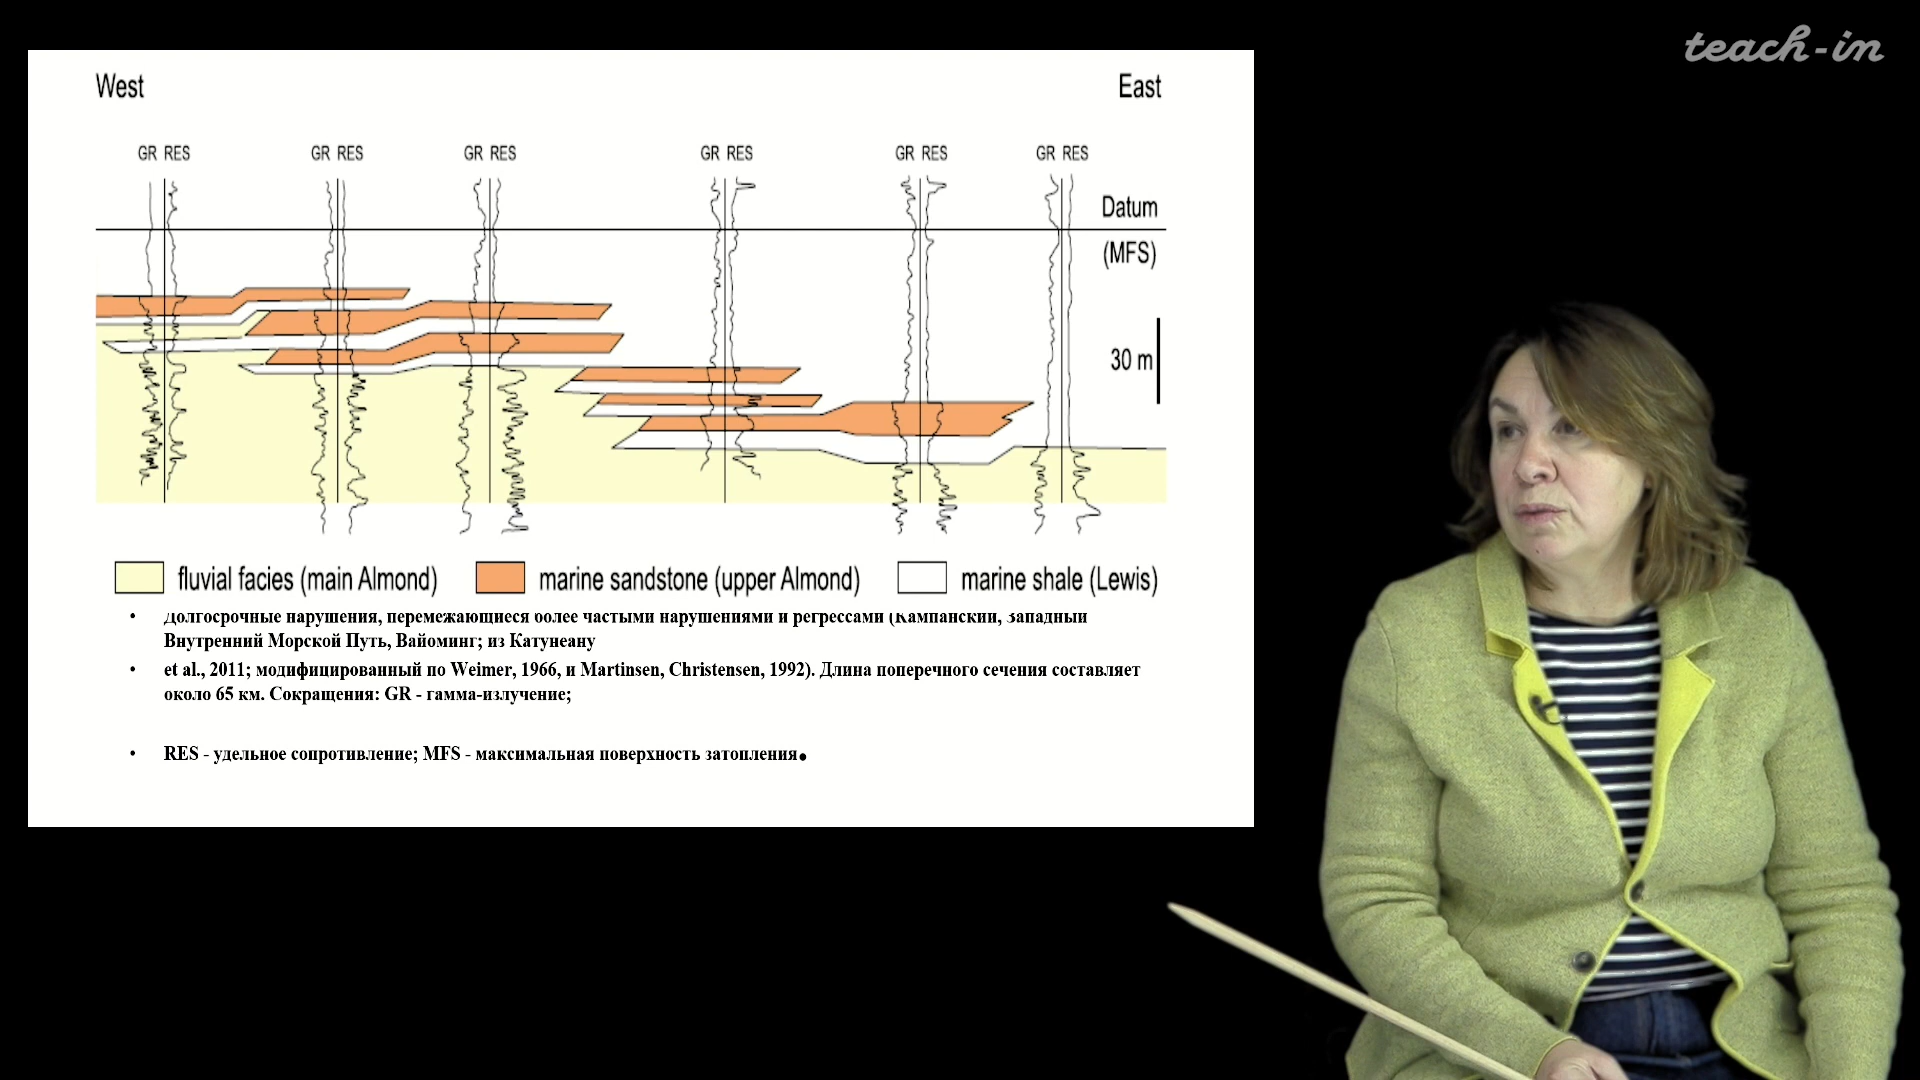 teach-in
West East
GR RES GR RES GR RES GR RES GR RES GR RES
Datum
(MFS)
30 m
fluvial facies (main Almond) marine sandstone (upper Almond) marine shale (Lewis)
• Долгосрочные нарушения, перемежающиеся более частыми нарушениями и регрессами (Кампанский, Западный
Внутренний Морской Путь, Вайоминг; из Катунеану
• et al., 2011; модифицированный по Weimer, 1966, и Martinsen, Christensen, 1992). Длина поперечного сечения составляет
около 65 км. Сокращения: GR - гамма-излучение;
• RES - удельное сопротивление; MFS - максимальная поверхность затопления.